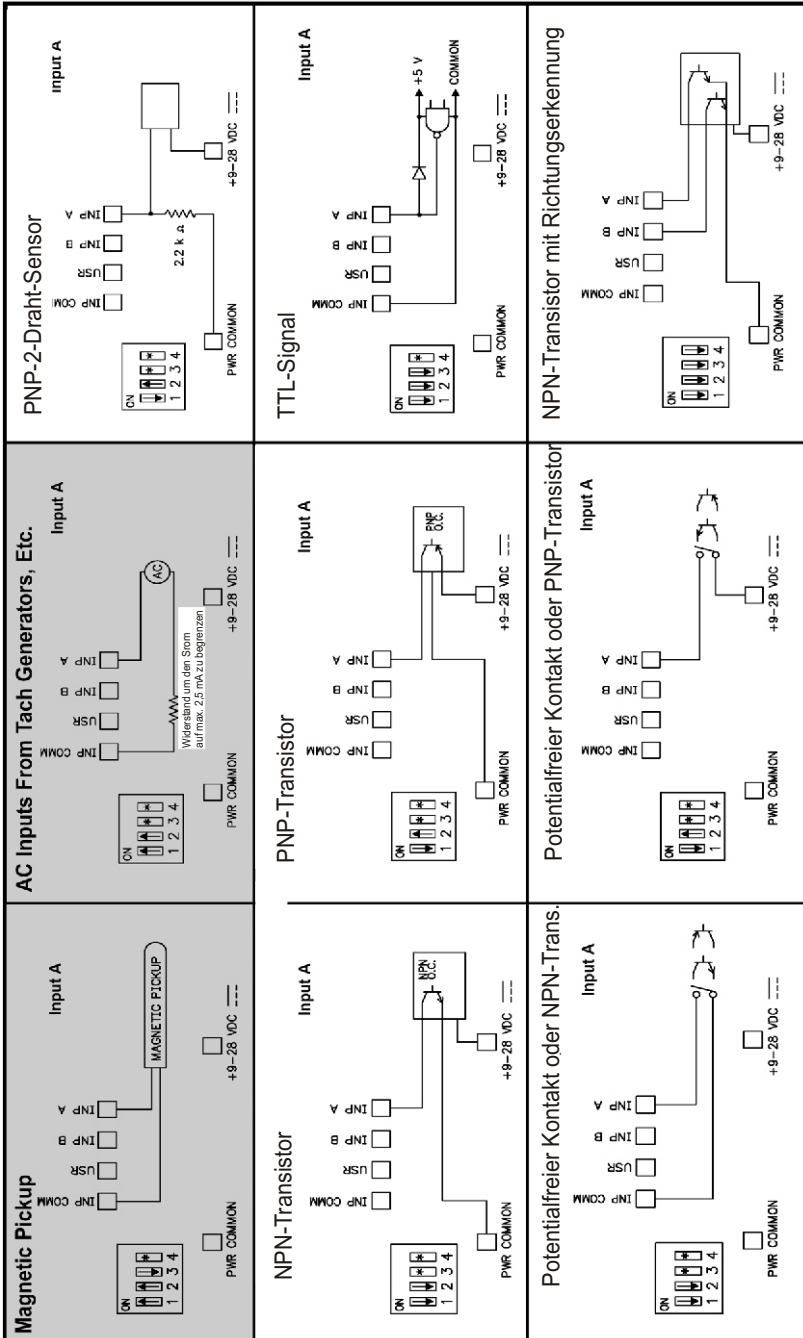 Magnetic Pickup
Input A
ON
*
1 2 3 4
INP COMM
USR
INP B
INP A
MAGNETIC PICKUP
PWR COMMON
+9-28 VDC
AC Inputs From Tach Generators, Etc.
Input A
ON
* *
1 2 3 4
INP COMM
USR
INP B
INP A
AC
Widerstand um den Srom
auf max. 2,5 mA zu begrenzen
PWR COMMON
+9-28 VDC
PNP-2-Draht-Sensor
Input A
ON
* *
1 2 3 4
INP COMM
USR
INP B
INP A
2.2 k Ω
PWR COMMON
+9-28 VDC
NPN-Transistor
Input A
ON
* *
1 2 3 4
INP COMM
USR
INP B
INP A
NPN
O.C.
PWR COMMON
+9-28 VDC
PNP-Transistor
Input A
ON
* *
1 2 3 4
INP COMM
USR
INP B
INP A
PNP
O.C.
PWR COMMON
+9-28 VDC
TTL-Signal
Input A
ON
*
1 2 3 4
INP COMM
USR
INP B
INP A
+5 V
COMMON
PWR COMMON
+9-28 VDC
Potentialfreier Kontakt oder NPN-Trans.
Input A
ON
* *
1 2 3 4
INP COMM
USR
INP B
INP A
PWR COMMON
+9-28 VDC
Potentialfreier Kontakt oder PNP-Transistor
Input A
ON
* *
1 2 3 4
INP COMM
USR
INP B
INP A
PWR COMMON
+9-28 VDC
NPN-Transistor mit Richtungserkennung
ON
1 2 3 4
INP COMM
USR
INP B
INP A
PWR COMMON
+9-28 VDC